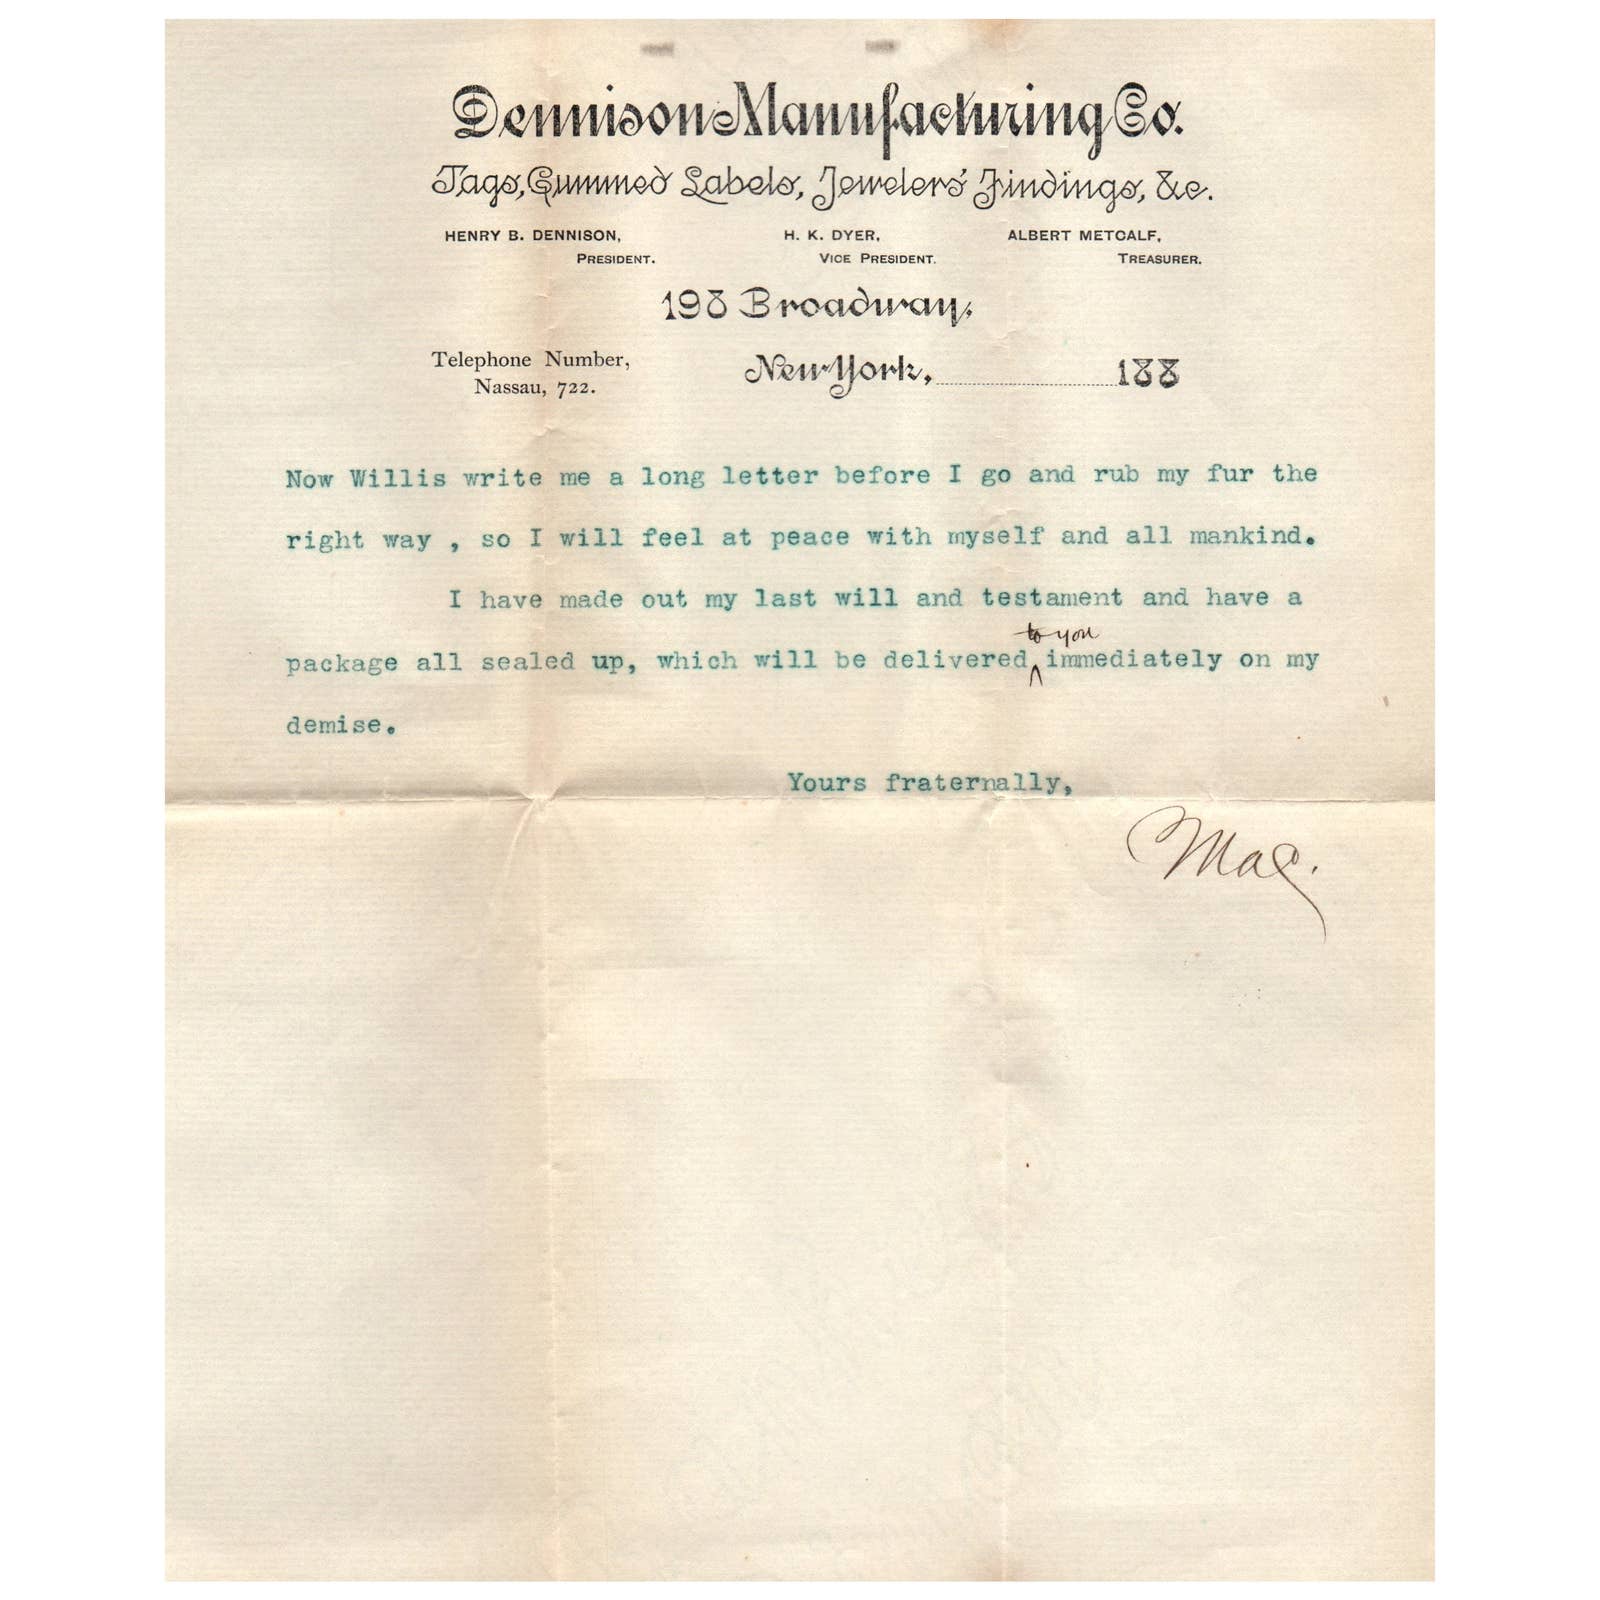 Dennison Manufacturing Co.
Tags, Gummed Labels, Jewelers' Findings, &c.
HENRY B. DENNISON, H. K. DYER, ALBERT METCALF,
PRESIDENT. VICE PRESIDENT. TREASURER.
198 Broadway,
Telephone Number,
Nassau, 722.
New York, 188
Now Willis write me a long letter before I go and rub my fur the
right way , so I will feel at peace with myself and all mankind.
I have made out my last will and testament and have a
to you
package all sealed up, which will be delivered, immediately on my
demise.
Yours fraternally,
Mac.